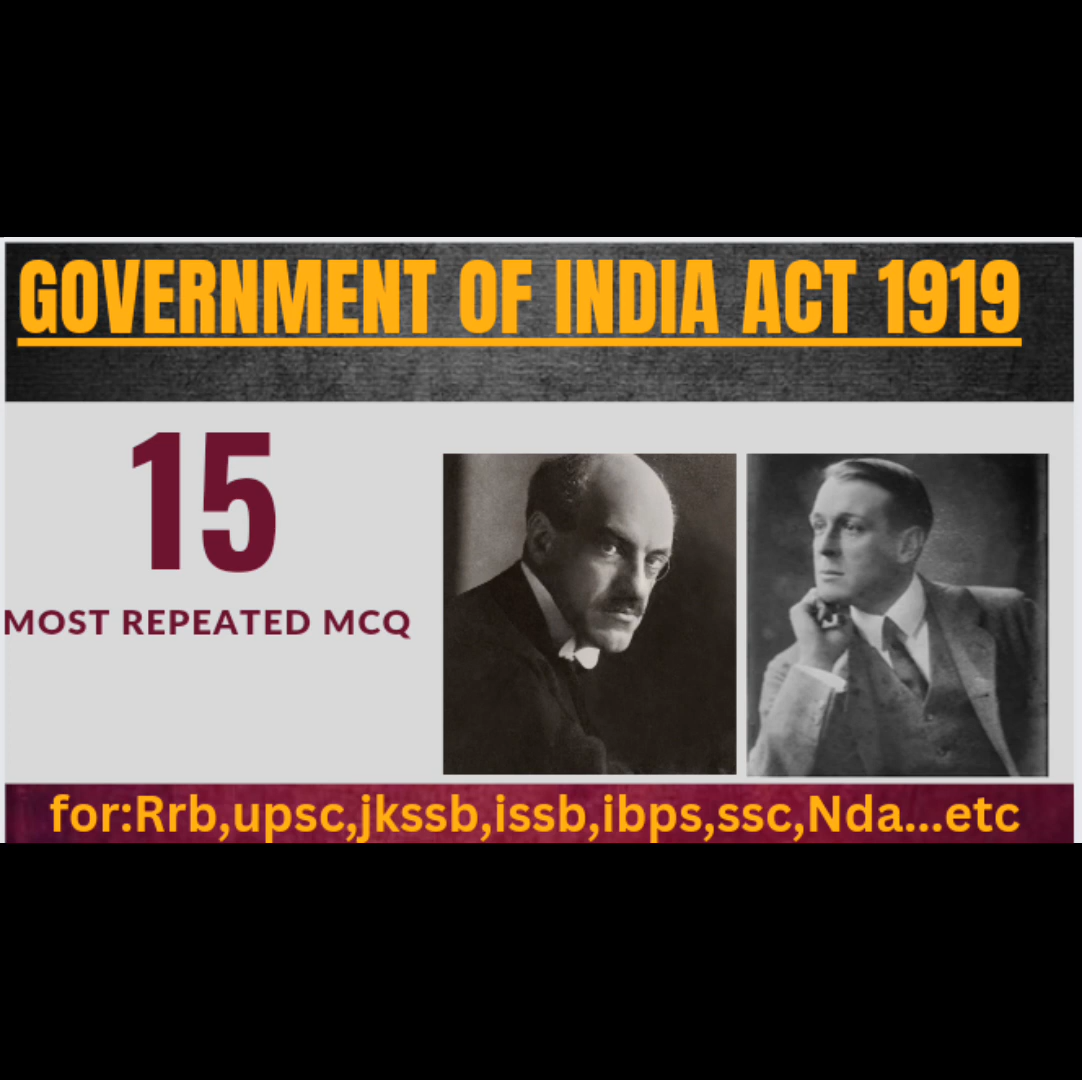 GOVERNMENT OF INDIA ACT 1919
15
MOST REPEATED MCQ
for:Rrb,upsc,jkssb,issb,ibps,ssc,Nda...etc